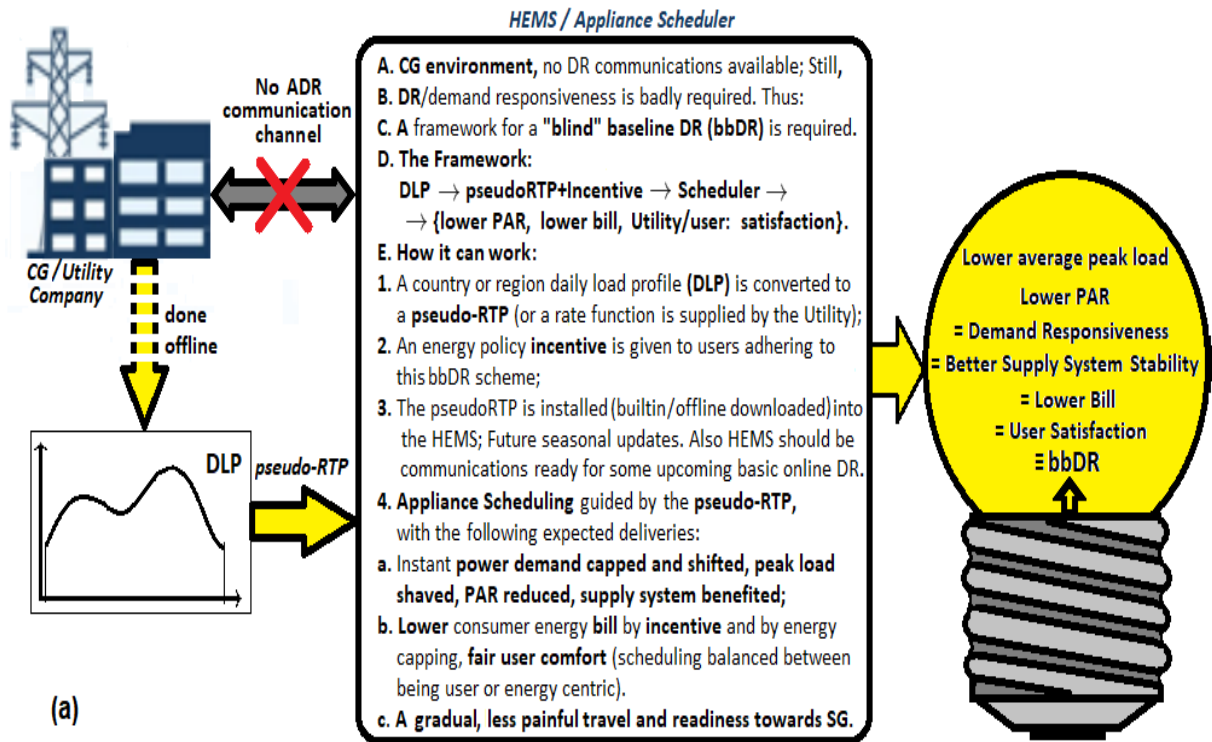 HEMS / Appliance Scheduler
No ADR
communication
channel
CG / Utility
Company
done
offline
DLP
pseudo-RTP
(a)
A. CG environment, no DR communications available; Still,
B. DR/demand responsiveness is badly required. Thus:
C. A framework for a "blind" baseline DR (bbDR) is required.
D. The Framework:
DLP → pseudoRTP+Incentive → Scheduler →
→ {lower PAR, lower bill, Utility/user: satisfaction}.
E. How it can work:
1. A country or region daily load profile (DLP) is converted to
a pseudo-RTP (or a rate function is supplied by the Utility);
2. An energy policy incentive is given to users adhering to
this bbDR scheme;
3. The pseudoRTP is installed (builtin/offline downloaded) into
the HEMS; Future seasonal updates. Also HEMS should be
communications ready for some upcoming basic online DR.
4. Appliance Scheduling guided by the pseudo-RTP,
with the following expected deliveries:
a. Instant power demand capped and shifted, peak load
shaved, PAR reduced, supply system benefited;
b. Lower consumer energy bill by incentive and by energy
capping, fair user comfort (scheduling balanced between
being user or energy centric).
c. A gradual, less painful travel and readiness towards SG.
Lower average peak load
Lower PAR
= Demand Responsiveness
= Better Supply System Stability
= Lower Bill
= User Satisfaction
≡ bbDR